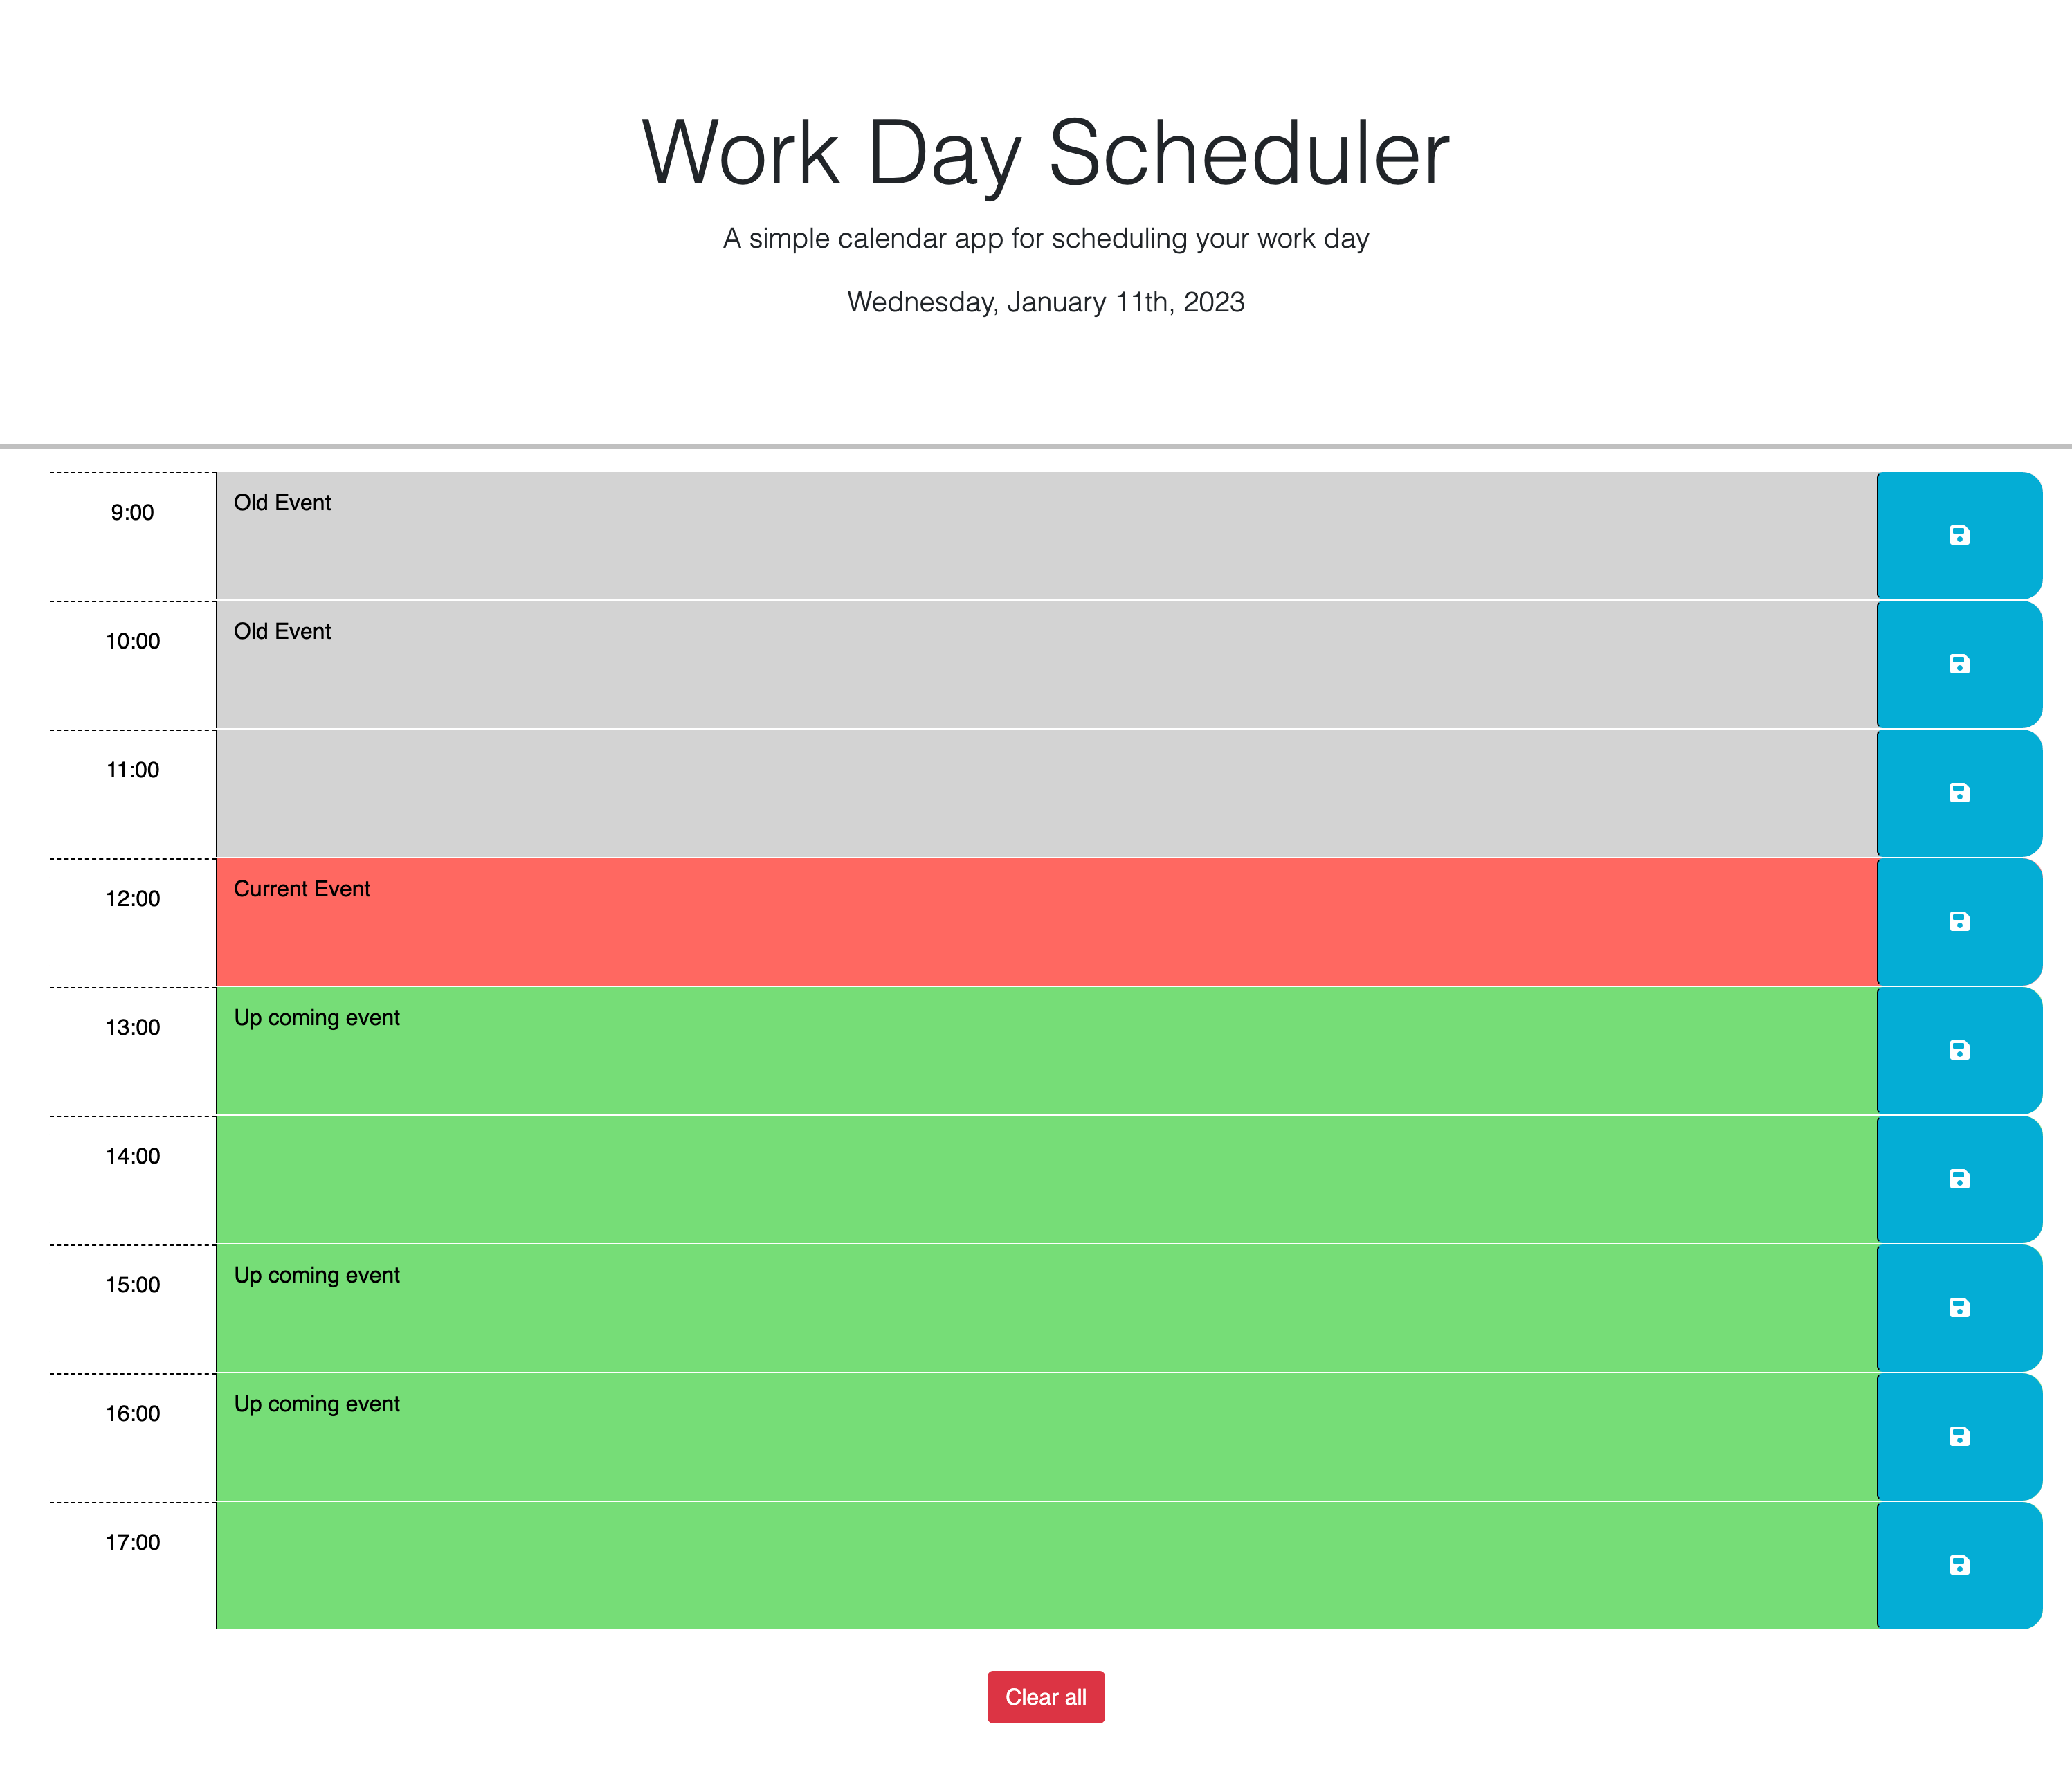 Work Day Scheduler
A simple calendar app for scheduling your work day
Wednesday, January 11th, 2023
9:00 Old Event
10:00 Old Event
11:00
12:00 Current Event
13:00 Up coming event
14:00
15:00 Up coming event
16:00 Up coming event
17:00
Clear all